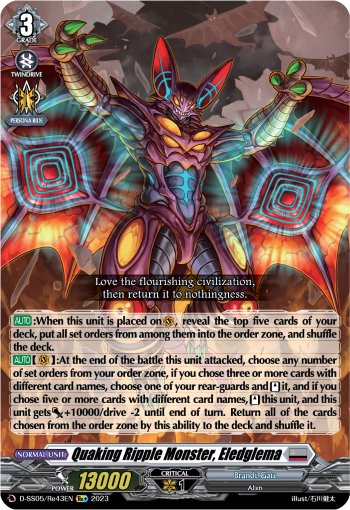 3
GRADE
TWINDRIVE
PERSONA RIDE
Love the flourishing civilization,
then return it to nothingness.
AUTO:When this unit is placed on , reveal the top five cards of your
deck, put all set orders from among them into the order zone, and shuffle
the deck.
AUTO【 】:At the end of the battle this unit attacked, choose any number
of set orders from your order zone, if you chose three or more cards with
different card names, choose one of your rear-guards and it, and if you
chose five or more cards with different card names, this unit, and this
unit gets +10000/drive -2 until end of turn. Return all of the cards
chosen from the order zone by this ability to the deck and shuffle it.
NORMAL UNIT Quaking Ripple Monster, Eledglema
POWER 13000 CRITICAL 1 Brandt Gate
Alien
D-SS05/Re43EN 2023 illust/石川健太